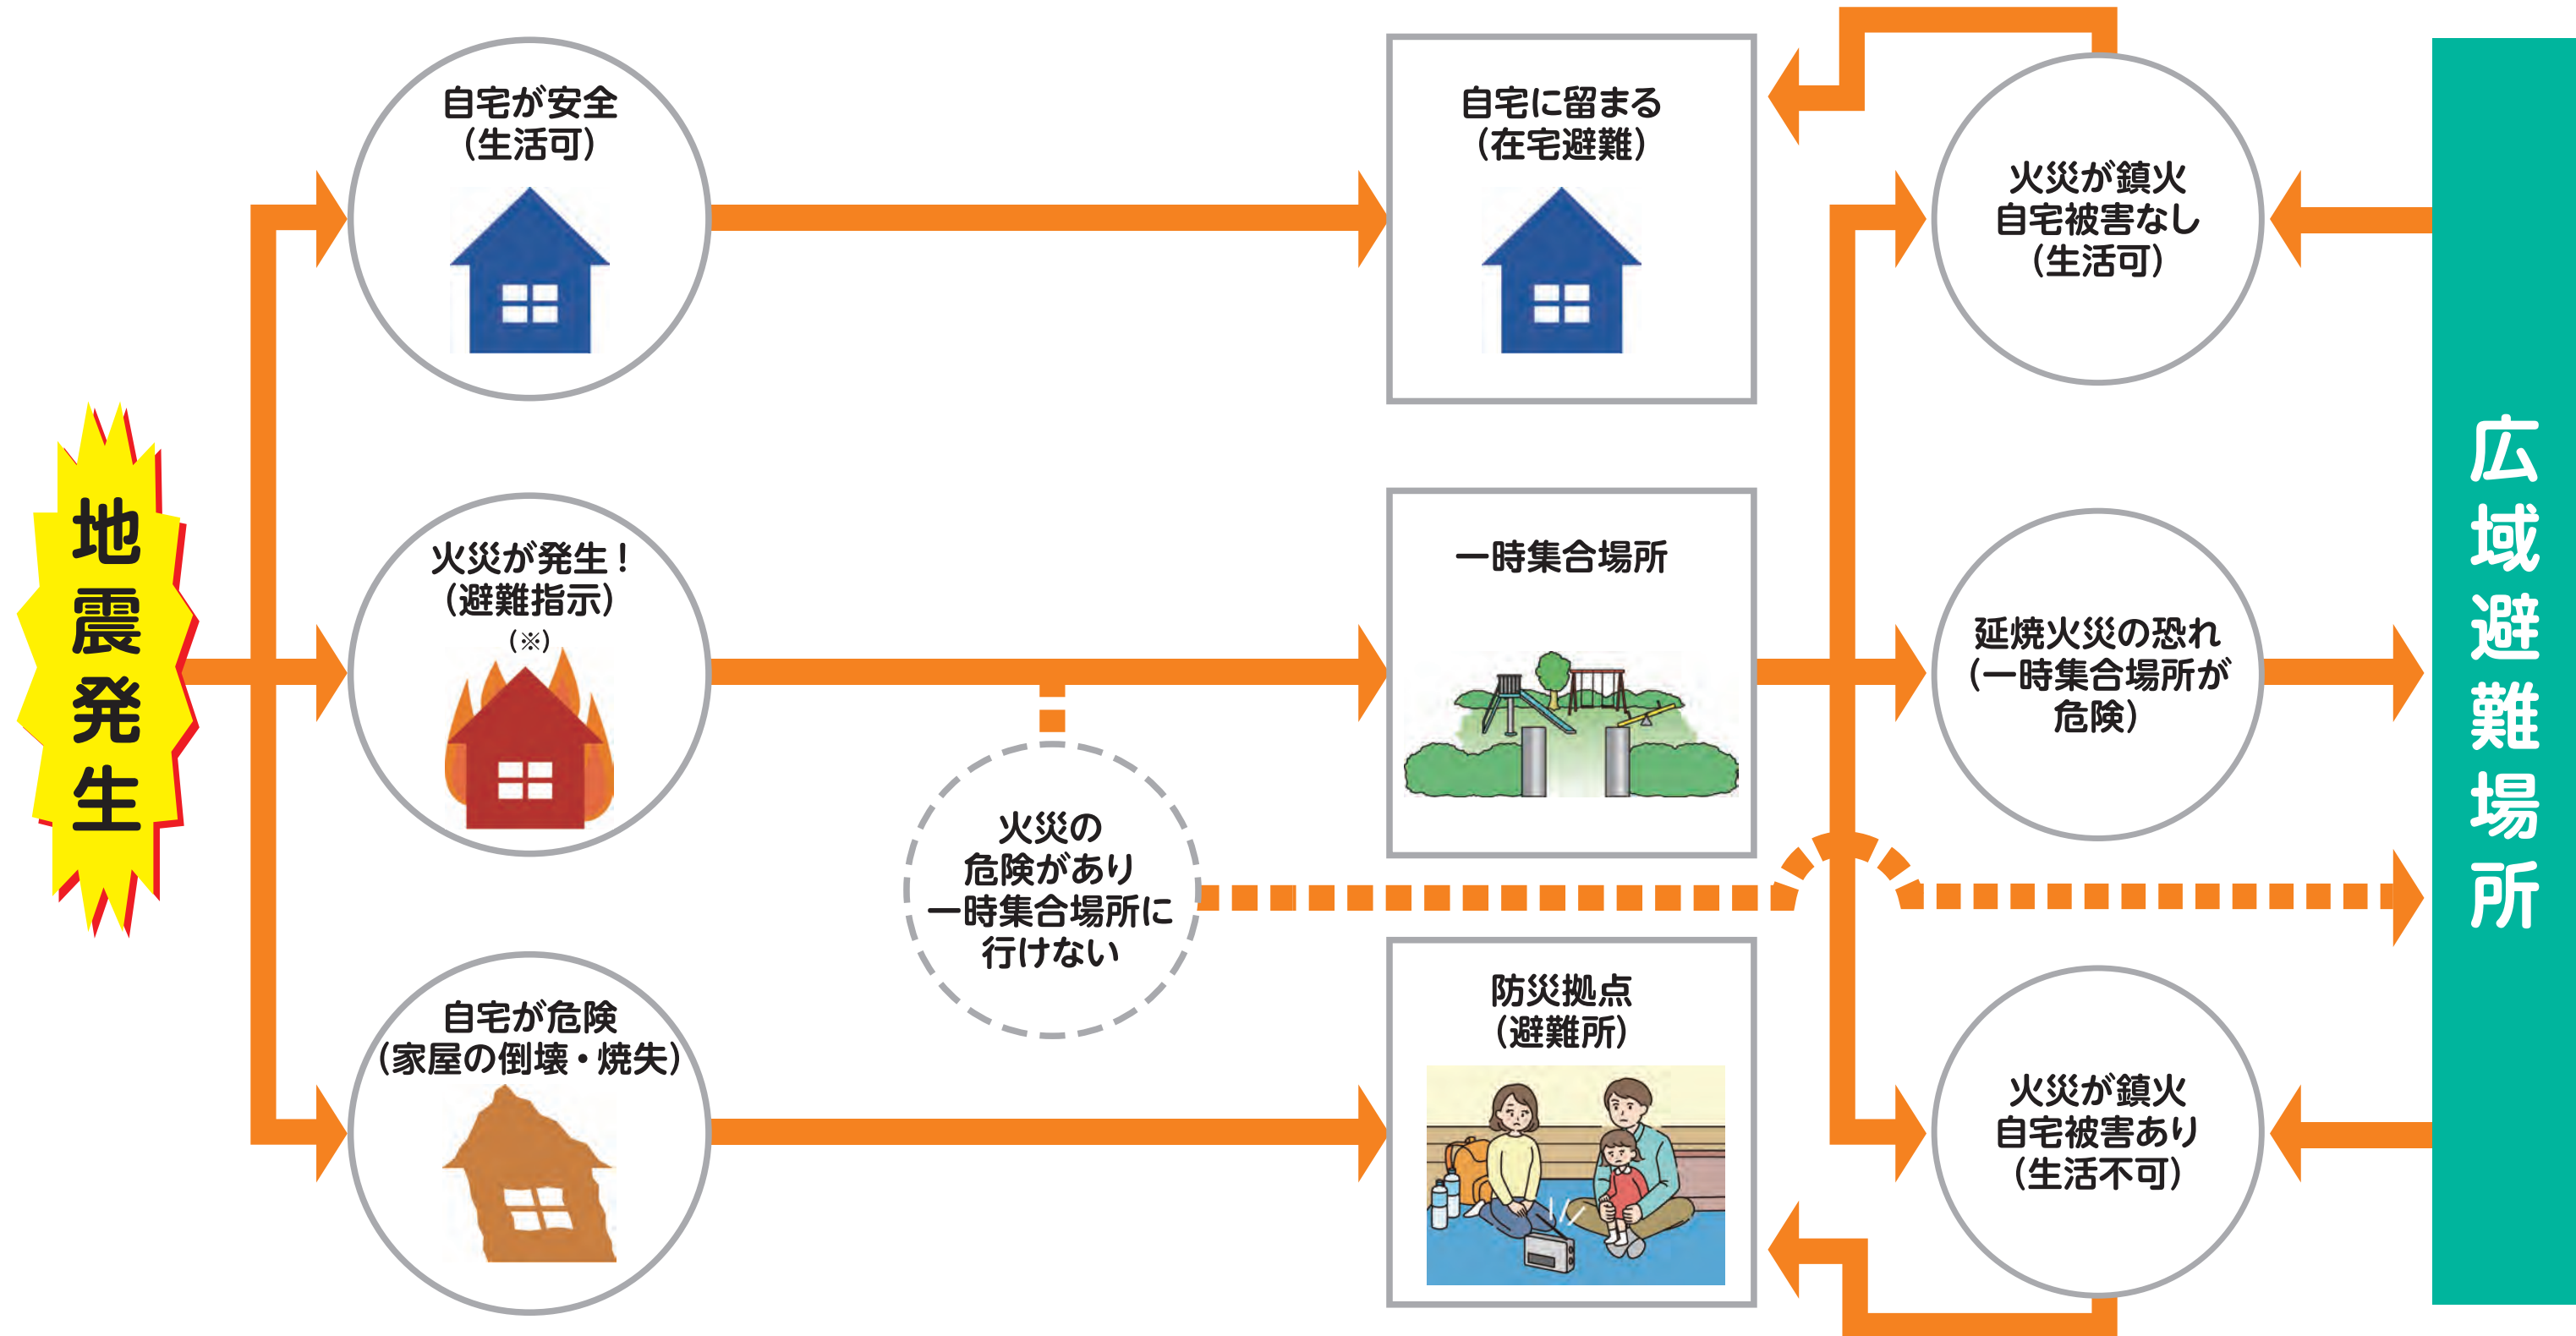 地震発生
自宅が安全
(生活可)
火災が発生!
(避難指示)
(※)
自宅が危険
(家屋の倒壊・焼失)
火災の
危険があり
一時集合場所に
行けない
自宅に留まる
(在宅避難)
一時集合場所
防災拠点
(避難所)
火災が鎮火
自宅被害なし
(生活可)
延焼火災の恐れ
(一時集合場所が
危険)
火災が鎮火
自宅被害あり
(生活不可)
広域避難場所